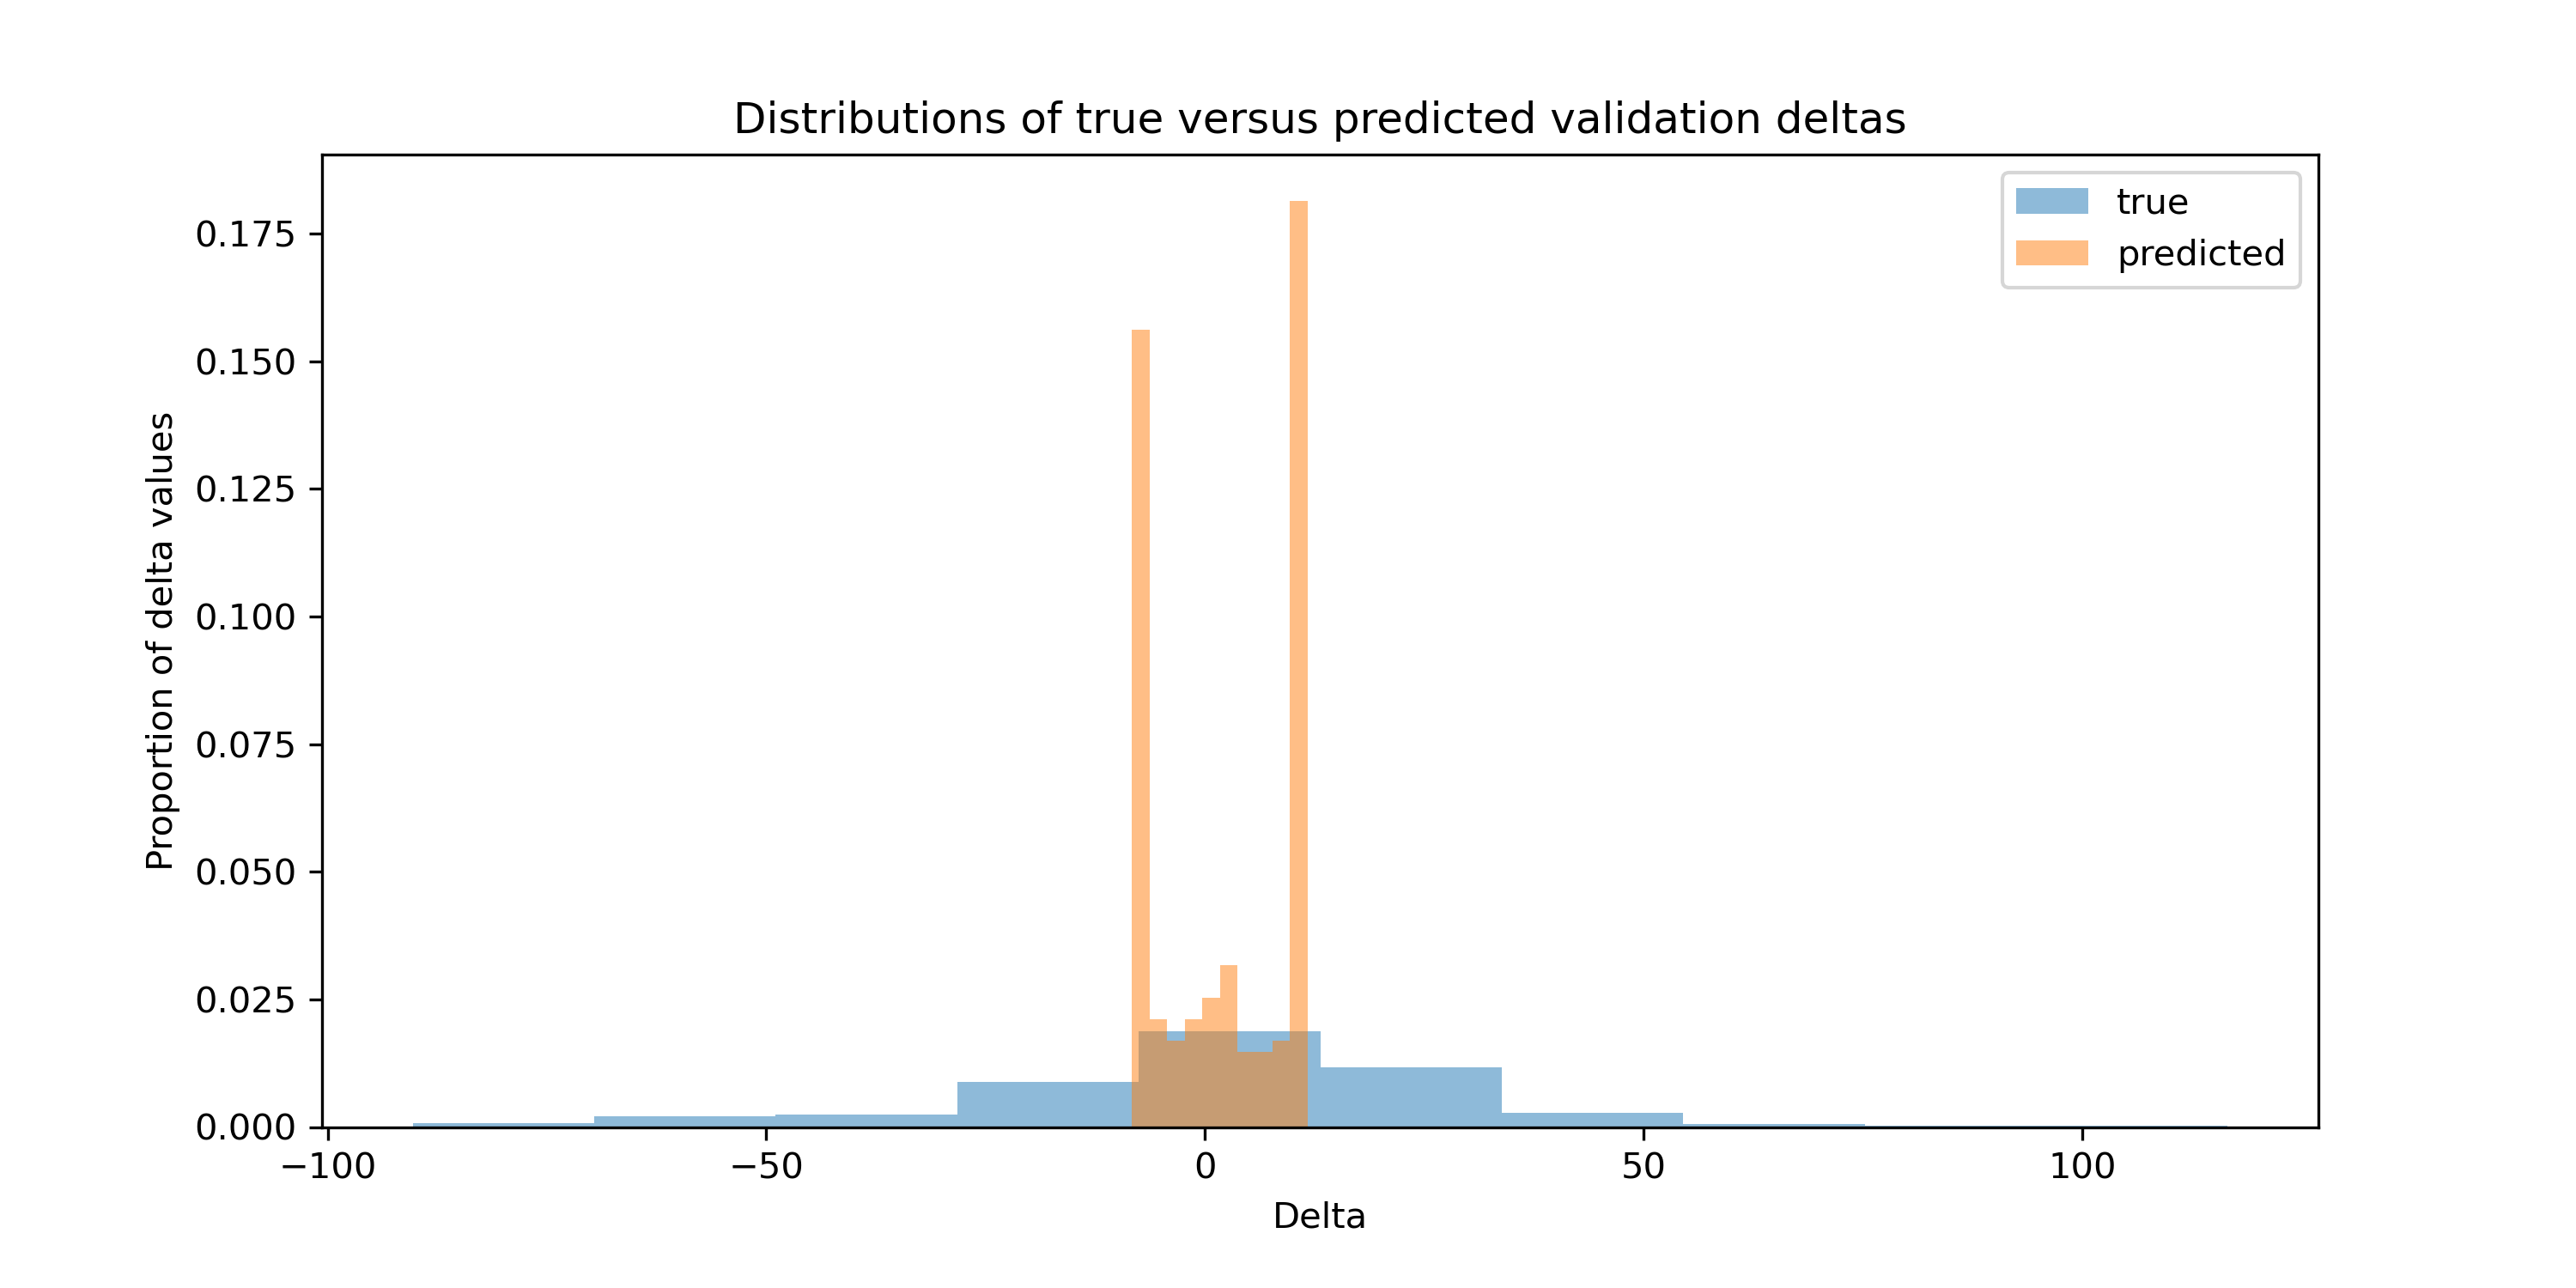 Distributions of true versus predicted validation deltas
true
predicted
Proportion of delta values
0.175
0.150
0.125
0.100
0.075
0.050
0.025
0.000
−100
−50
0
50
100
Delta